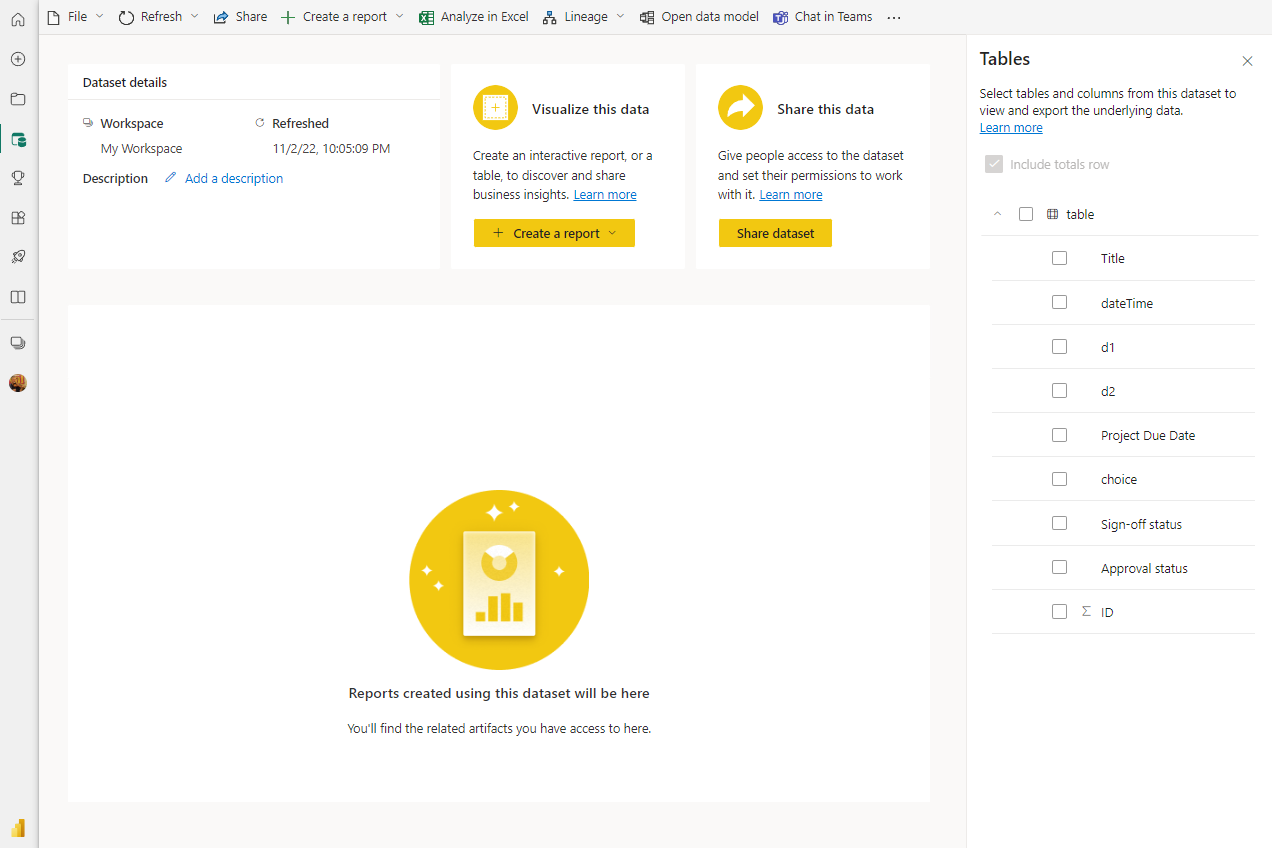 File Refresh Share Create a report Analyze in Excel Lineage Open data model Chat in Teams ...
Dataset details
Workspace
My Workspace
Refreshed
11/2/22, 10:05:09 PM
Description Add a description
Visualize this data
Create an interactive report, or a
table, to discover and share
business insights. Learn more
Create a report
Share this data
Give people access to the dataset
and set their permissions to work
with it. Learn more
Share dataset
Reports created using this dataset will be here
You'll find the related artifacts you have access to here.
Tables
Select tables and columns from this dataset to
view and export the underlying data.
Learn more
Include totals row
table
Title
dateTime
d1
d2
Project Due Date
choice
Sign-off status
Approval status
Σ ID